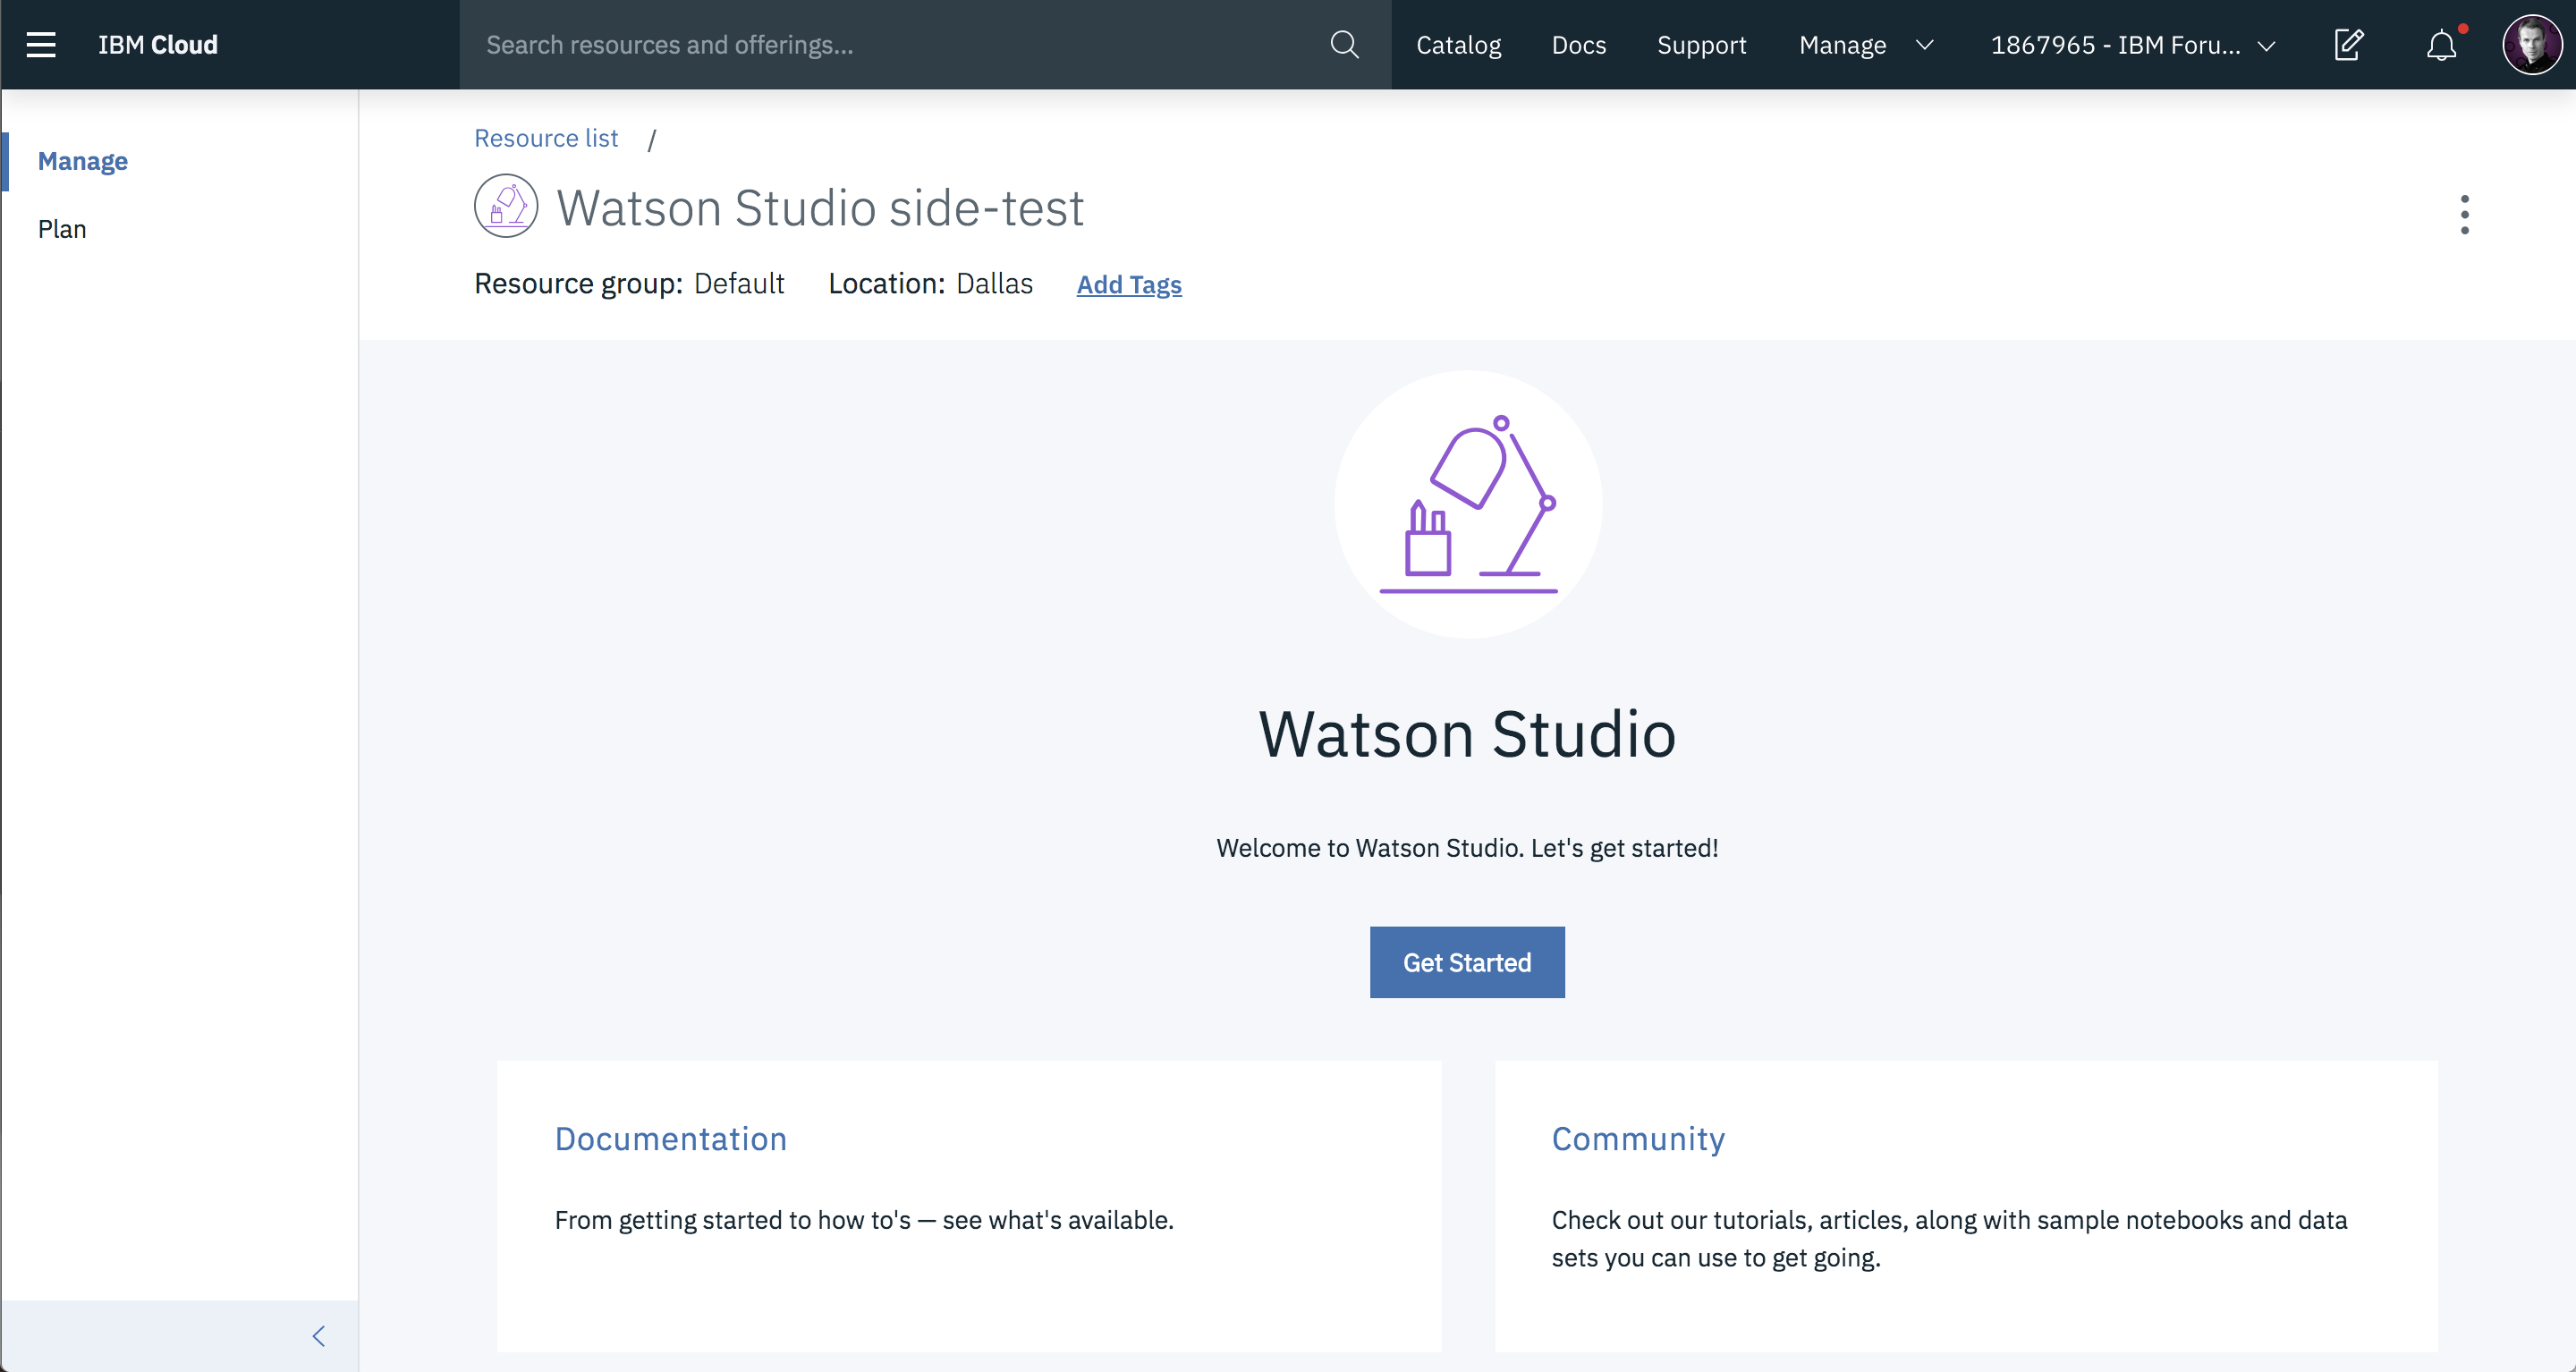 IBM Cloud
Search resources and offerings...
Catalog
Docs
Support
Manage
1867965 - IBM Foru...
Manage
Plan
Resource list /
Watson Studio side-test
Resource group: Default Location: Dallas Add Tags
Watson Studio
Welcome to Watson Studio. Let's get started!
Get Started
Documentation
From getting started to how to's — see what's available.
Community
Check out our tutorials, articles, along with sample notebooks and data
sets you can use to get going.